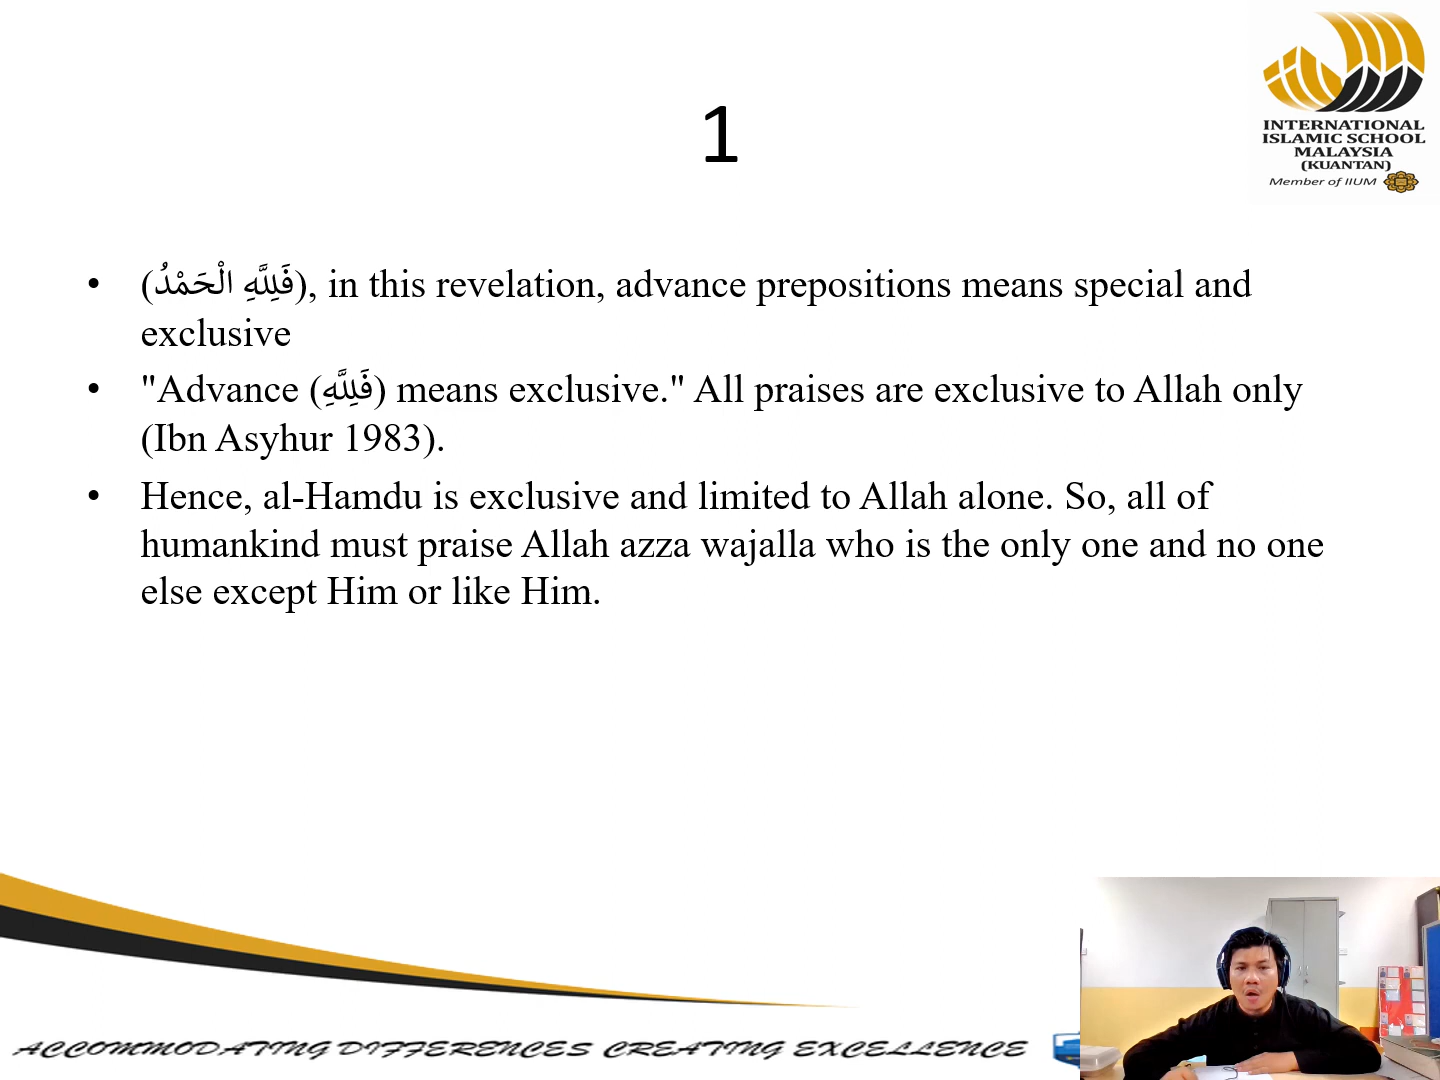 1
INTERNATIONAL
ISLAMIC SCHOOL
MALAYSIA
(KUANTAN)
Member of IIUM
• (فَلِلَّهِ الْحَمْدُ), in this revelation, advance prepositions means special and
exclusive
• "Advance (فَلِلَّهِ) means exclusive." All praises are exclusive to Allah only
(Ibn Asyhur 1983).
• Hence, al-Hamdu is exclusive and limited to Allah alone. So, all of
humankind must praise Allah azza wajalla who is the only one and no one
else except Him or like Him.
ACCOMMODATING DIFFERENCES CREATING EXCELLENCE